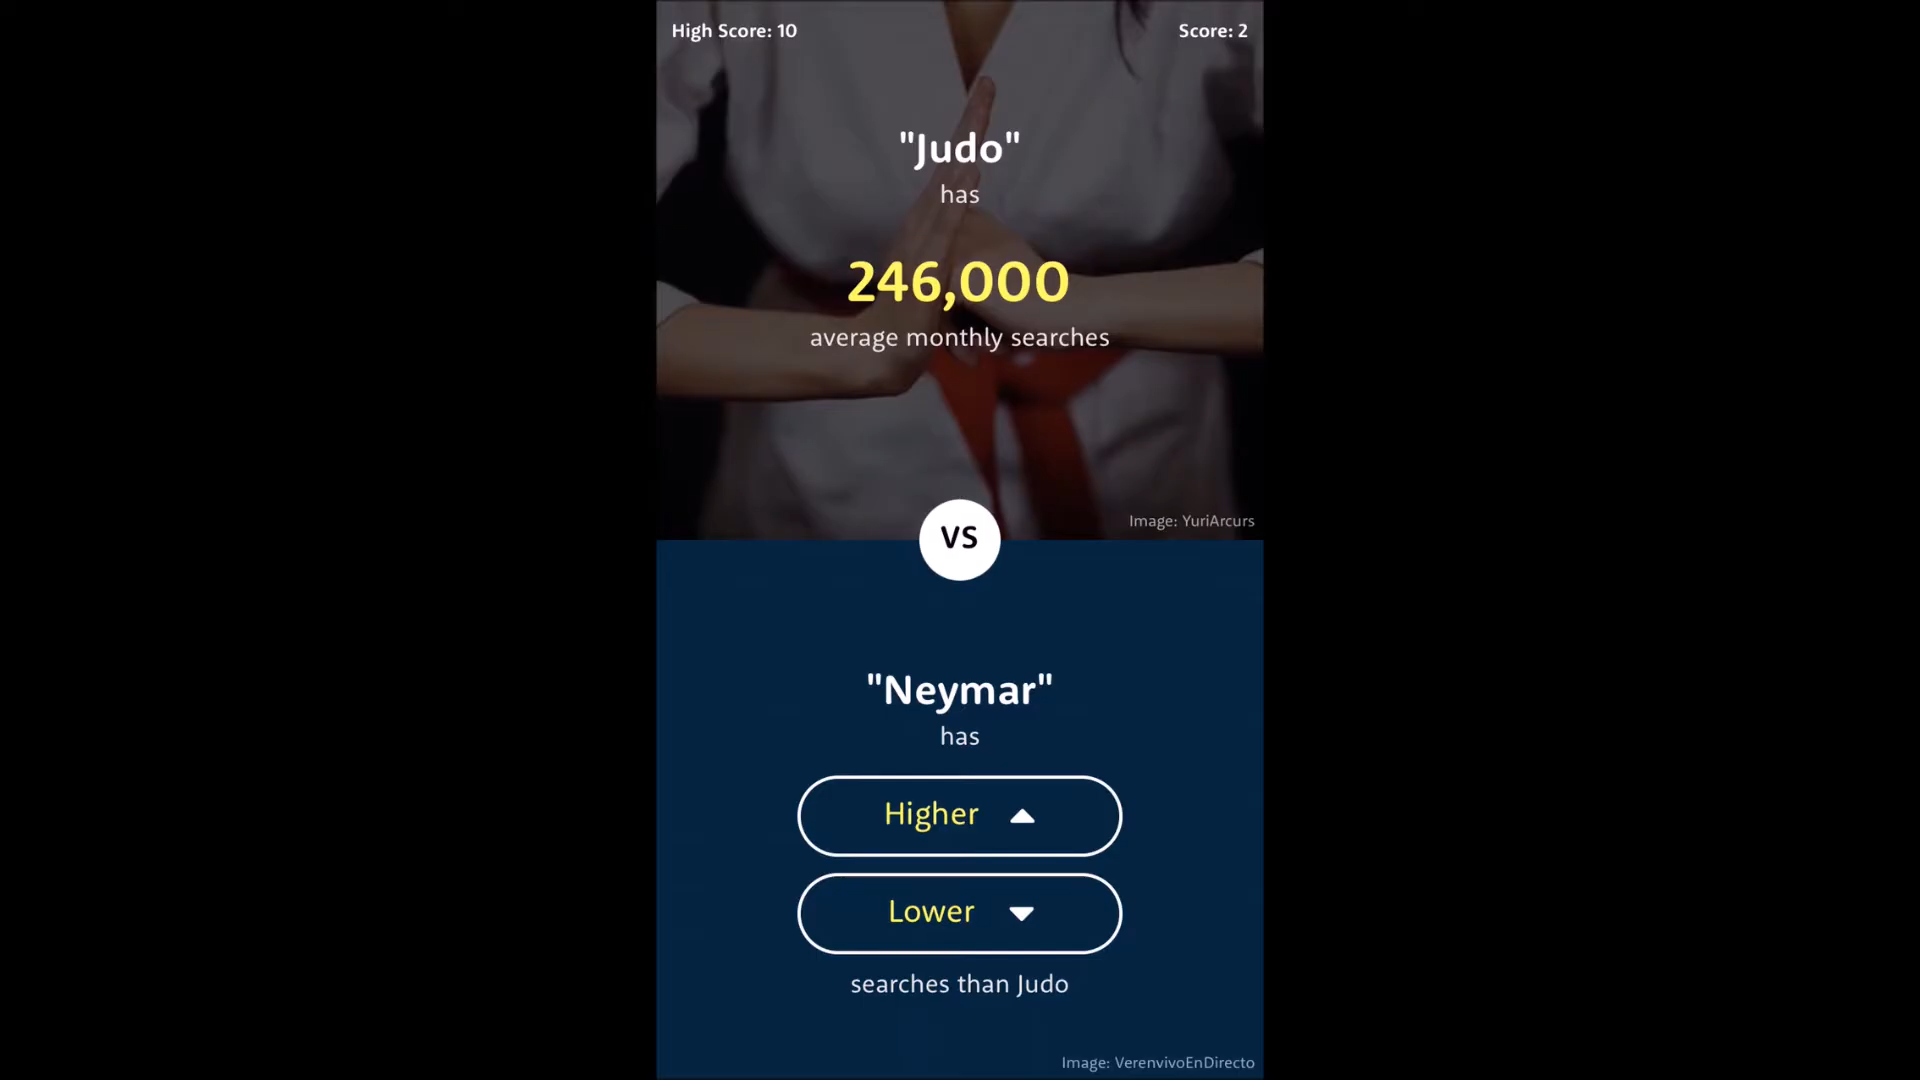 High Score: 10
Score: 2
"Judo"
has
246,000
average monthly searches
Image: YuriArcurs
VS
"Neymar"
has
Higher
Lower
searches than Judo
Image: VerenvivoEnDirecto